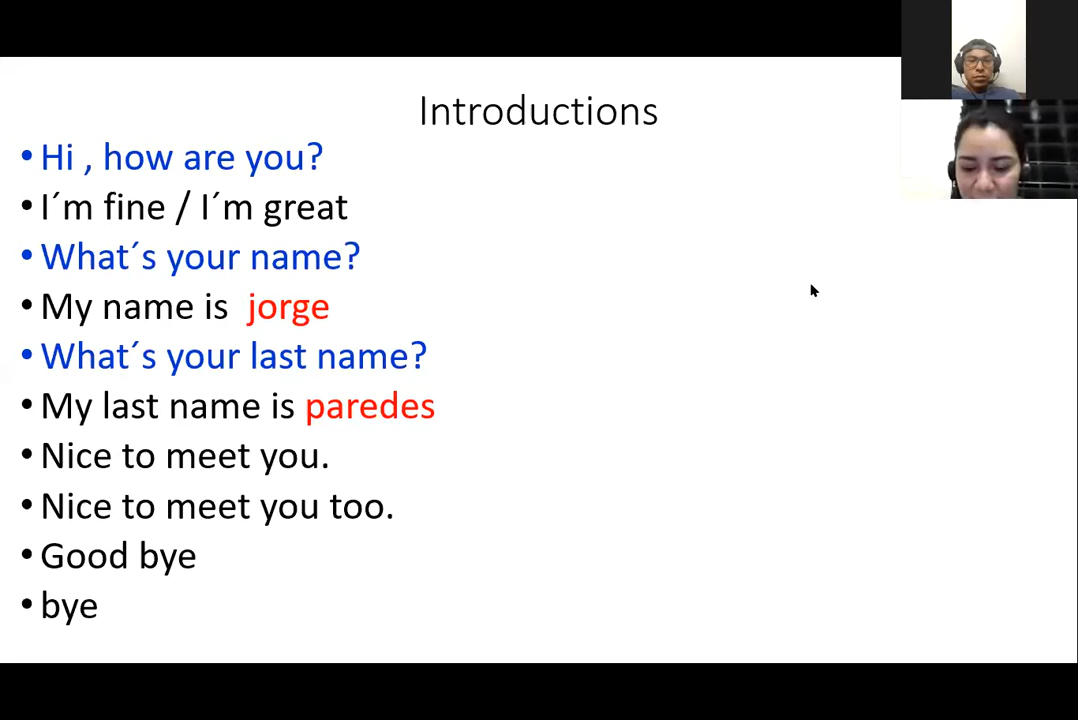 Introductions
• Hi , how are you?
• I´m fine / I´m great
• What´s your name?
• My name is jorge
• What´s your last name?
• My last name is paredes
• Nice to meet you.
• Nice to meet you too.
• Good bye
• bye